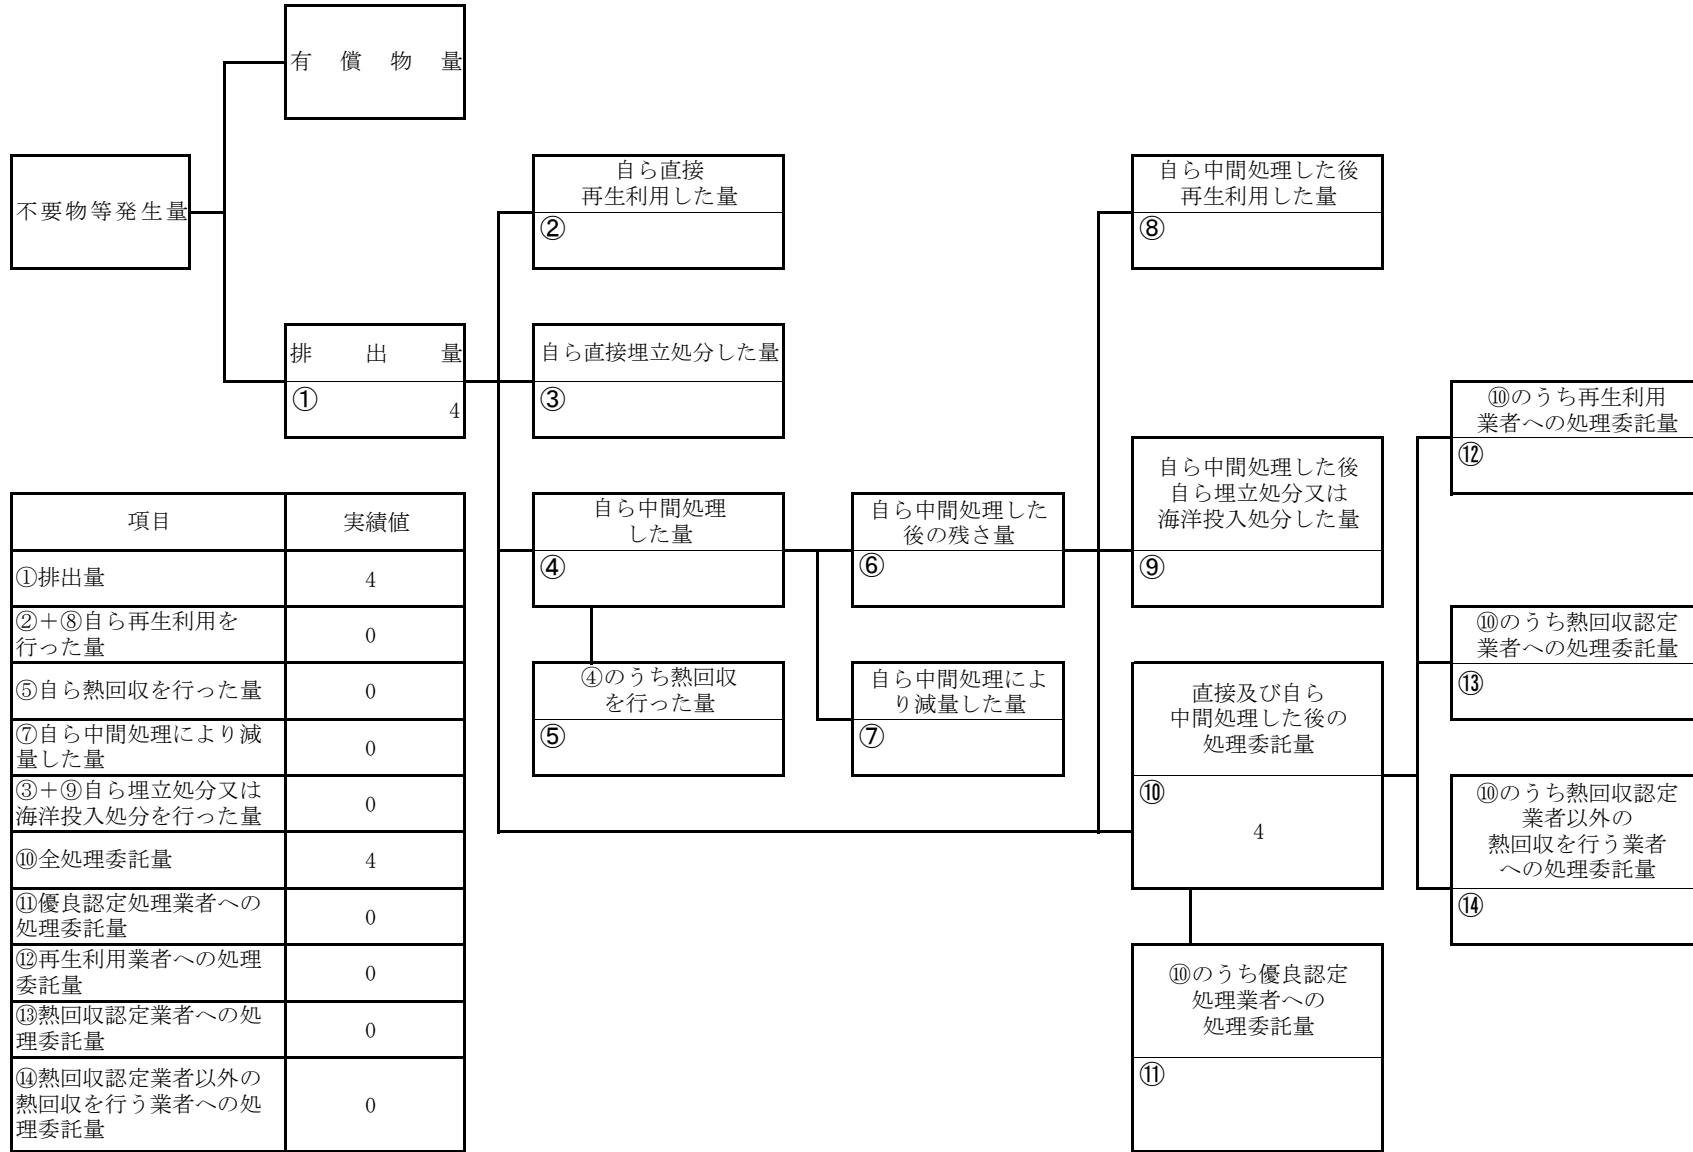 有償物量
不要物等発生量
自ら直接
再生利用した量
②
自ら中間処理した後
再生利用した量
⑧
排出量
①
4
自ら直接埋立処分した量
③
⑩のうち再生利用
業者への処理委託量
⑫
自ら中間処理
した量
④
自ら中間処理した
後の残さ量
⑥
自ら中間処理した後
自ら埋立処分又は
海洋投入処分した量
⑨
⑩のうち熱回収認定
業者への処理委託量
⑬
④のうち熱回収
を行った量
⑤
自ら中間処理によ
り減量した量
⑦
直接及び自ら
中間処理した後の
処理委託量
⑩
4
⑩のうち熱回収認定
業者以外の
熱回収を行う業者
への処理委託量
⑭
⑩のうち優良認定
処理業者への
処理委託量
⑪
項目 実績値
①排出量 4
②+⑧自ら再生利用を
行った量 0
⑤自ら熱回収を行った量 0
⑦自ら中間処理により減
量した量 0
③+⑨自ら埋立処分又は
海洋投入処分を行った量 0
⑩全処理委託量 4
⑪優良認定処理業者への
処理委託量 0
⑫再生利用業者への処理
委託量 0
⑬熱回収認定業者への処
理委託量 0
⑭熱回収認定業者以外の
熱回収を行う業者への処
理委託量 0